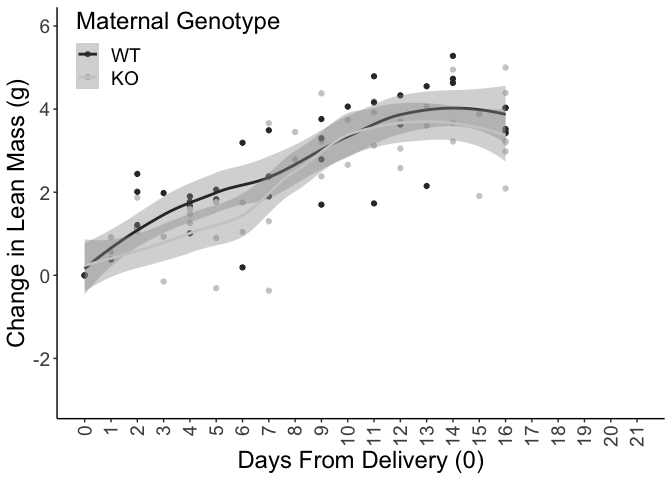 Maternal Genotype
WT
KO
Change in Lean Mass (g)
6
4
2
0
-2
0 1 2 3 4 5 6 7 8 9 10 11 12 13 14 15 16 17 18 19 20 21
Days From Delivery (0)